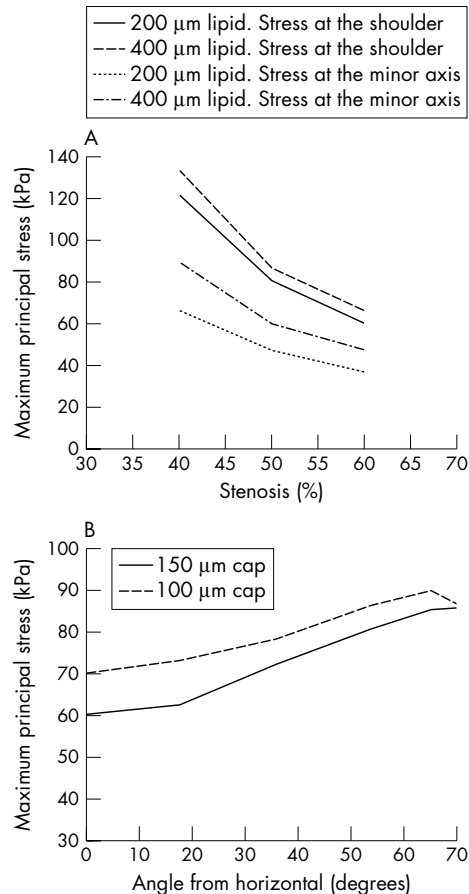 200 μm lipid. Stress at the shoulder
400 μm lipid. Stress at the shoulder
200 μm lipid. Stress at the minor axis
400 μm lipid. Stress at the minor axis
A
140
120
100
80
60
40
20
0
Maximum principal stress (kPa)
30 35 40 45 50 55 60 65 70
Stenosis (%)
B
100
90
80
70
60
50
40
30
Maximum principal stress (kPa)
150 μm cap
100 μm cap
0 10 20 30 40 50 60 70
Angle from horizontal (degrees)